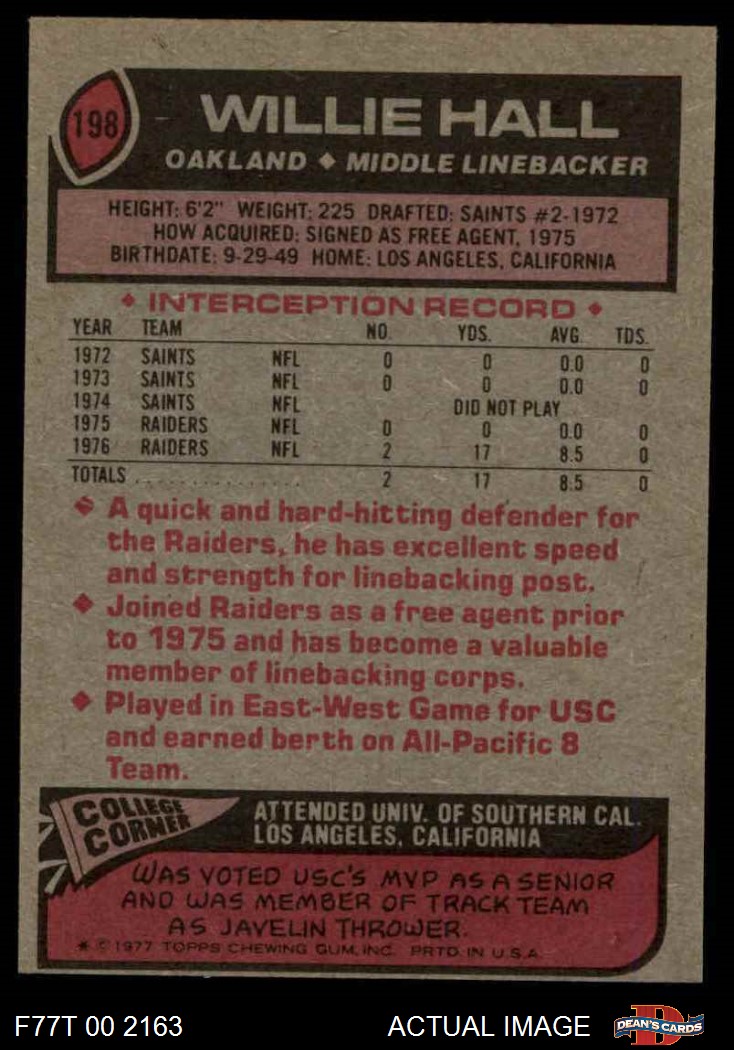 198
WILLIE HALL
OAKLAND ♦ MIDDLE LINEBACKER
HEIGHT: 6'2" WEIGHT: 225 DRAFTED: SAINTS #2-1972
HOW ACQUIRED: SIGNED AS FREE AGENT, 1975
BIRTHDATE: 9-29-49 HOME: LOS ANGELES, CALIFORNIA
♦ INTERCEPTION RECORD ♦
YEAR TEAM NO. YDS. AVG. TDS.
1972 SAINTS NFL 0 0 0.0 0
1973 SAINTS NFL 0 0 0.0 0
1974 SAINTS NFL DID NOT PLAY
1975 RAIDERS NFL 0 0 0.0 0
1976 RAIDERS NFL 2 17 8.5 0
TOTALS . . . . . . . . . . . . . . . 2 17 8.5 0
♦ A quick and hard-hitting defender for
the Raiders, he has excellent speed
and strength for linebacking post.
♦ Joined Raiders as a free agent prior
to 1975 and has become a valuable
member of linebacking corps.
♦ Played in East-West Game for USC
and earned berth on All-Pacific 8
Team.
COLLEGE
CORNER
ATTENDED UNIV. OF SOUTHERN CAL.
LOS ANGELES, CALIFORNIA
WAS VOTED USC'S MVP AS A SENIOR
AND WAS MEMBER OF TRACK TEAM
AS JAVELIN THROWER.
* © 1977 TOPPS CHEWING GUM, INC. PRTD. IN U.S.A.
F77T 00 2163 ACTUAL IMAGE
D
DEAN'S CARDS